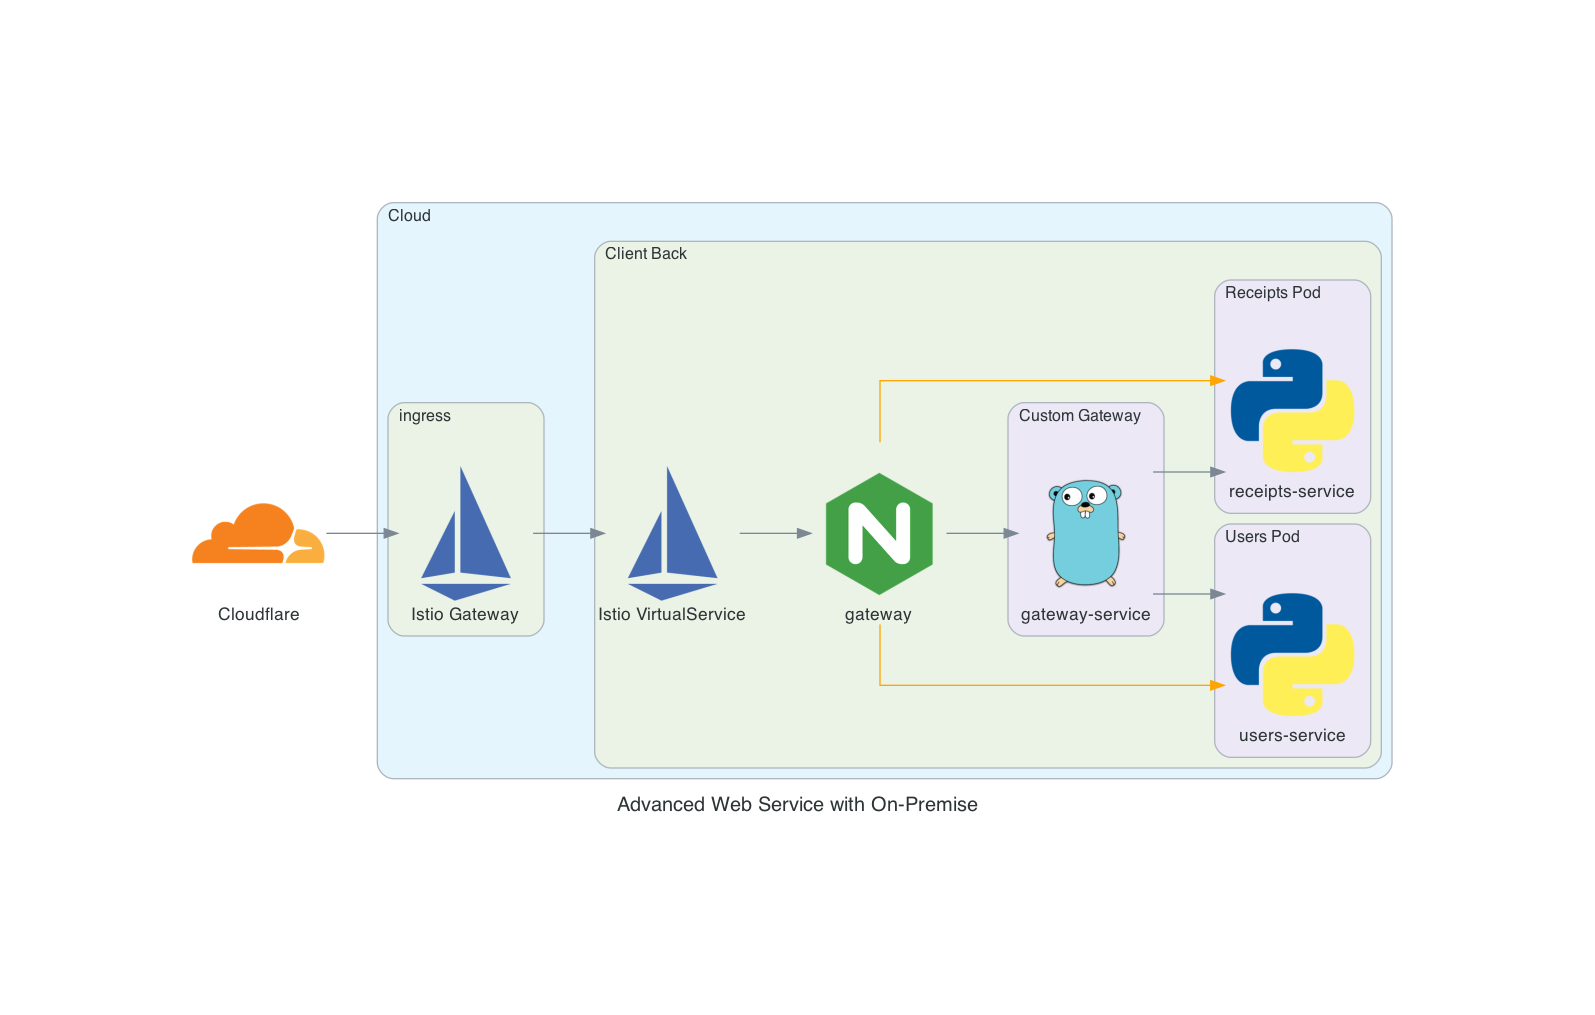 Cloud
Client Back
Receipts Pod
receipts-service
ingress
Custom Gateway
Cloudflare
Istio Gateway
Istio VirtualService
N
gateway
gateway-service
Users Pod
users-service
Advanced Web Service with On-Premise